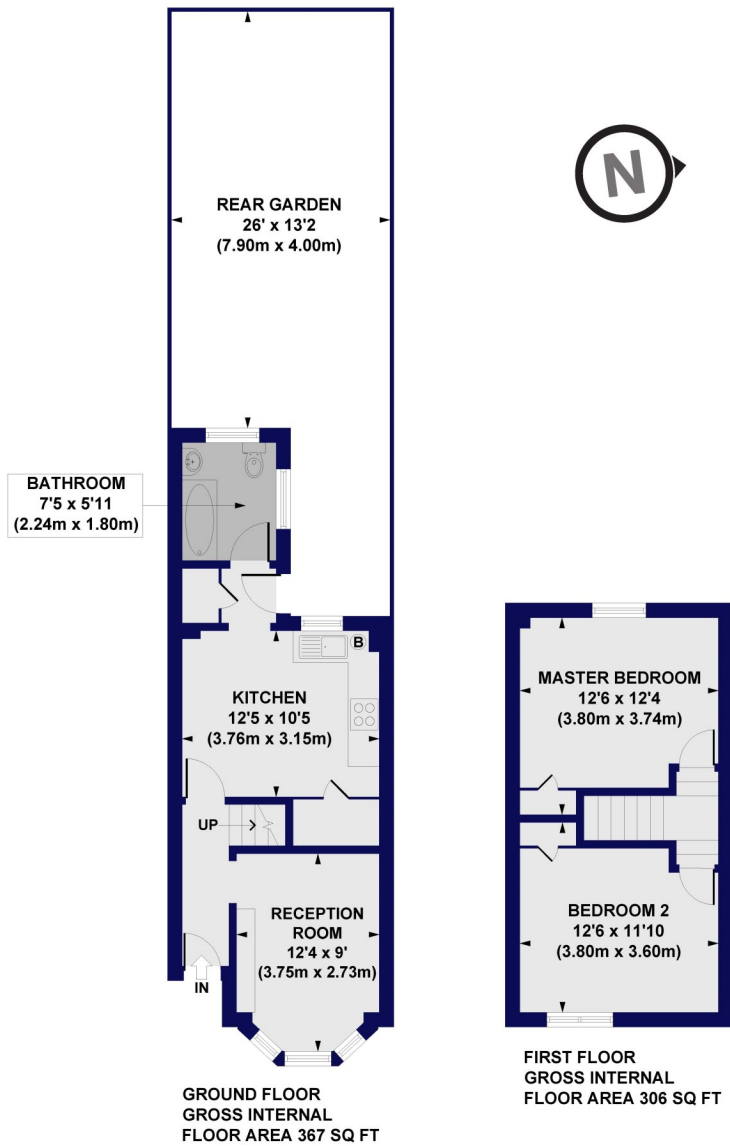 REAR GARDEN
26' x 13'2
(7.90m x 4.00m)
N
BATHROOM
7'5 x 5'11
(2.24m x 1.80m)
B
KITCHEN
12'5 x 10'5
(3.76m x 3.15m)
UP
RECEPTION
ROOM
12'4 x 9'
(3.75m x 2.73m)
IN
GROUND FLOOR
GROSS INTERNAL
FLOOR AREA 367 SQ FT
MASTER BEDROOM
12'6 x 12'4
(3.80m x 3.74m)
BEDROOM 2
12'6 x 11'10
(3.80m x 3.60m)
FIRST FLOOR
GROSS INTERNAL
FLOOR AREA 306 SQ FT